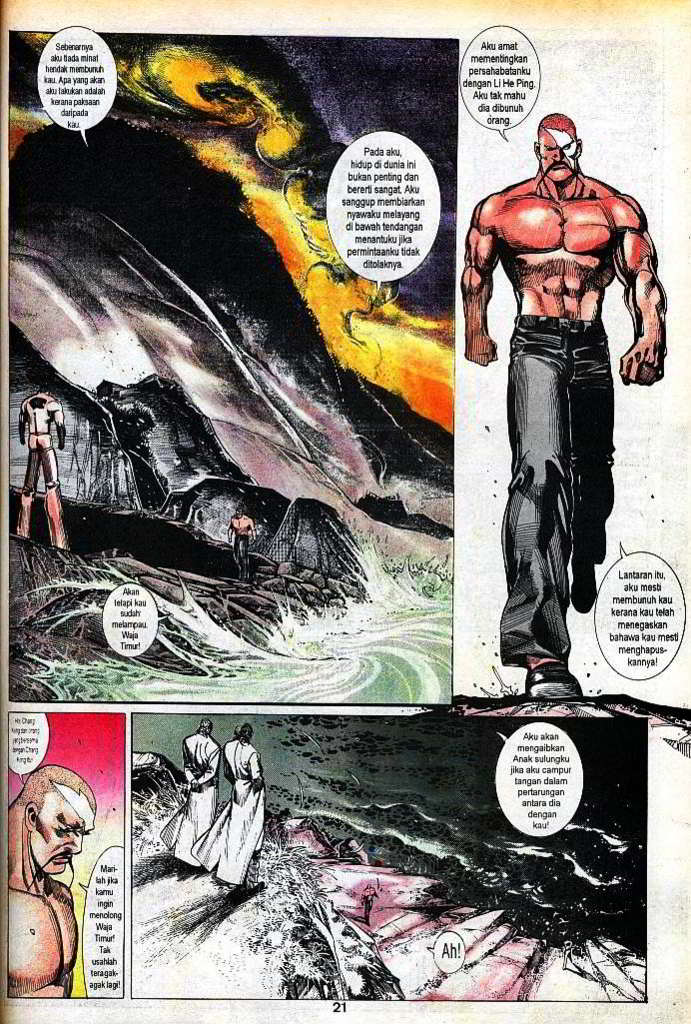 Sebenarnya
aku tiada minat
hendak membunuh
kau. Apa yang akan
aku lakukan adalah
kerana paksaan
daripada
kau.
Pada aku,
hidup di dunia ini
bukan penting dan
bererti sangat. Aku
sanggup membiarkan
nyawaku melayang
di bawah tendangan
menantuku jika
permintaanku tidak
ditolaknya.
Akan
tetapi kau
sudah
melampau,
Waja
Timur!
Aku amat
mementingkan
persahabatanku
dengan Li He Ping.
Aku tak mahu
dia dibunuh
orang.
Lantaran itu,
aku mesti
membunuh kau
kerana kau telah
menegaskan
bahawa kau mesti
menghapus-
kannya!
dengan Chang
Mari-
lah jika
kamu
ingin
menolong
Waja
Timur!
Tak
usahlah
teragak-
agak lagi!
Aku akan
mengaibkan
Anak sulungku
jika aku campur
tangan dalam
pertarungan
antara dia
dengan
kau!
Ah!
21